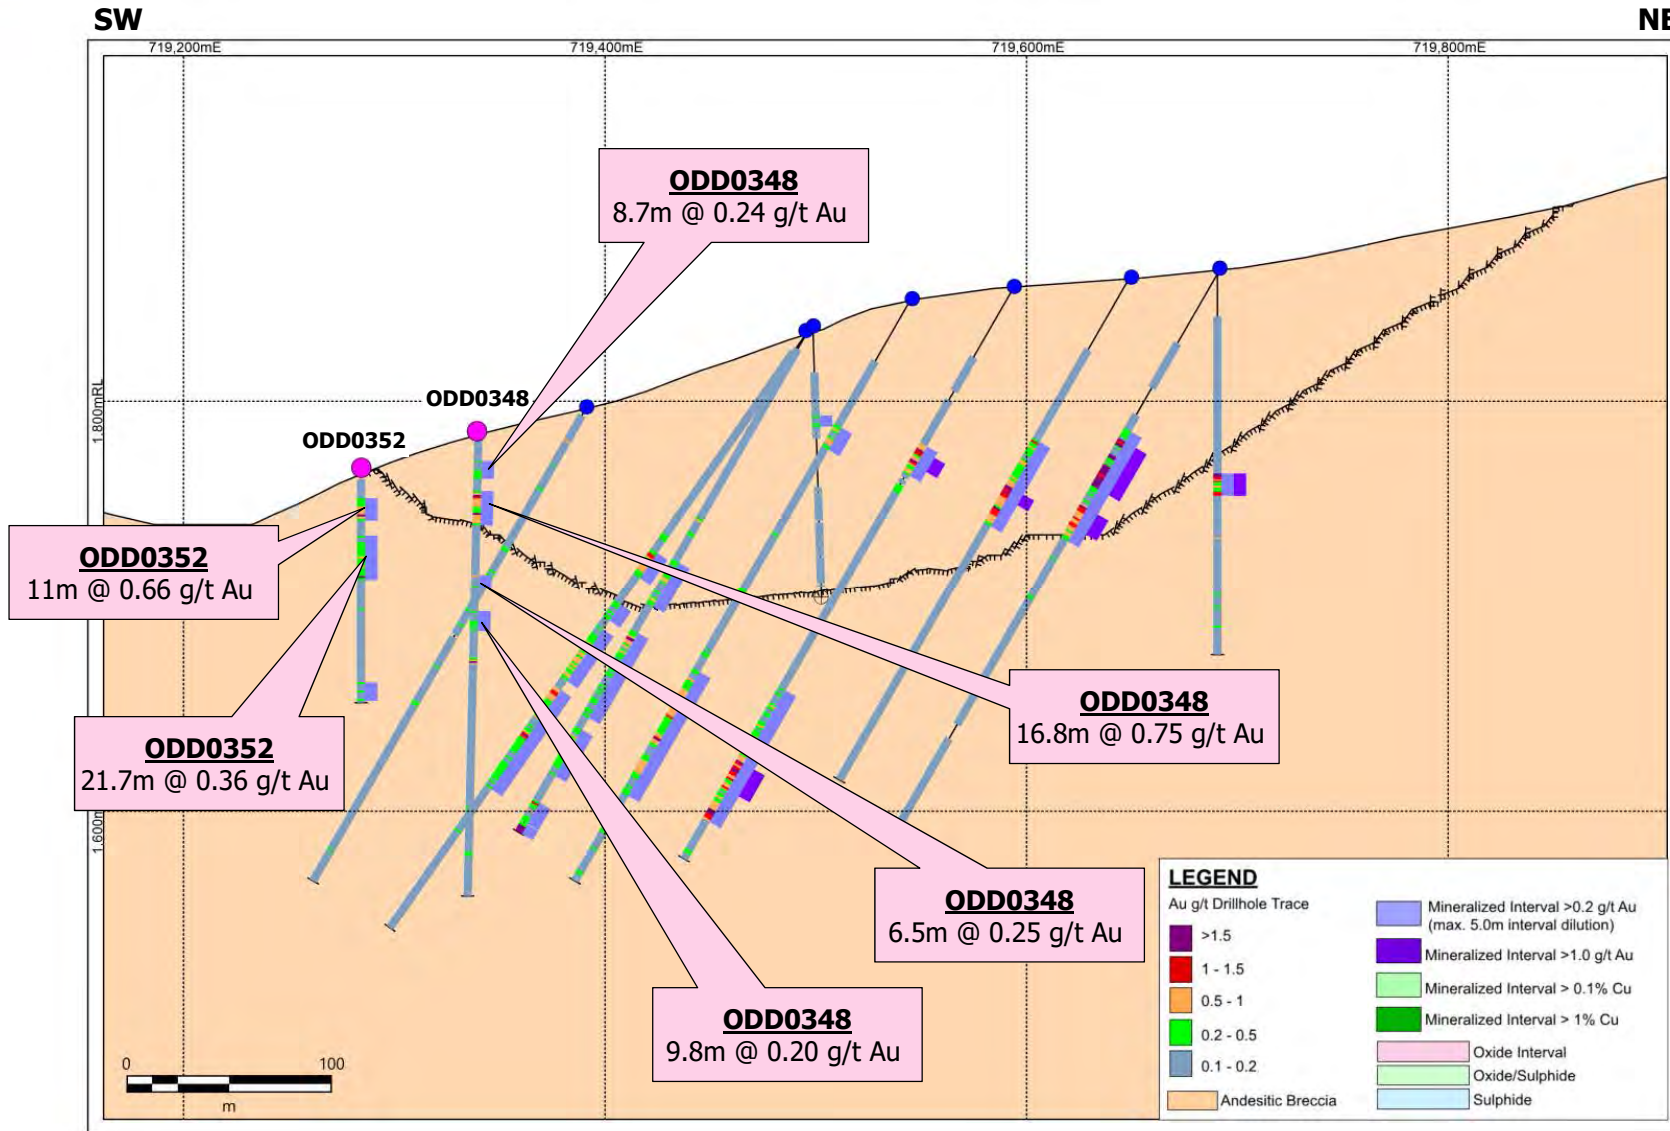 SW
NE
719,200mE
719,400mE
719,600mE
719,800mE
ODD0348
8.7m @ 0.24 g/t Au
1.800mRL
ODD0348
ODD0352
ODD0352
11m @ 0.66 g/t Au
ODD0348
16.8m @ 0.75 g/t Au
ODD0352
21.7m @ 0.36 g/t Au
1.600m
ODD0348
6.5m @ 0.25 g/t Au
ODD0348
9.8m @ 0.20 g/t Au
0 100
m
LEGEND
Au g/t Drillhole Trace
>1.5
1 - 1.5
0.5 - 1
0.2 - 0.5
0.1 - 0.2
Andesitic Breccia
Mineralized Interval >0.2 g/t Au
(max. 5.0m interval dilution)
Mineralized Interval >1.0 g/t Au
Mineralized Interval > 0.1% Cu
Mineralized Interval > 1% Cu
Oxide Interval
Oxide/Sulphide
Sulphide